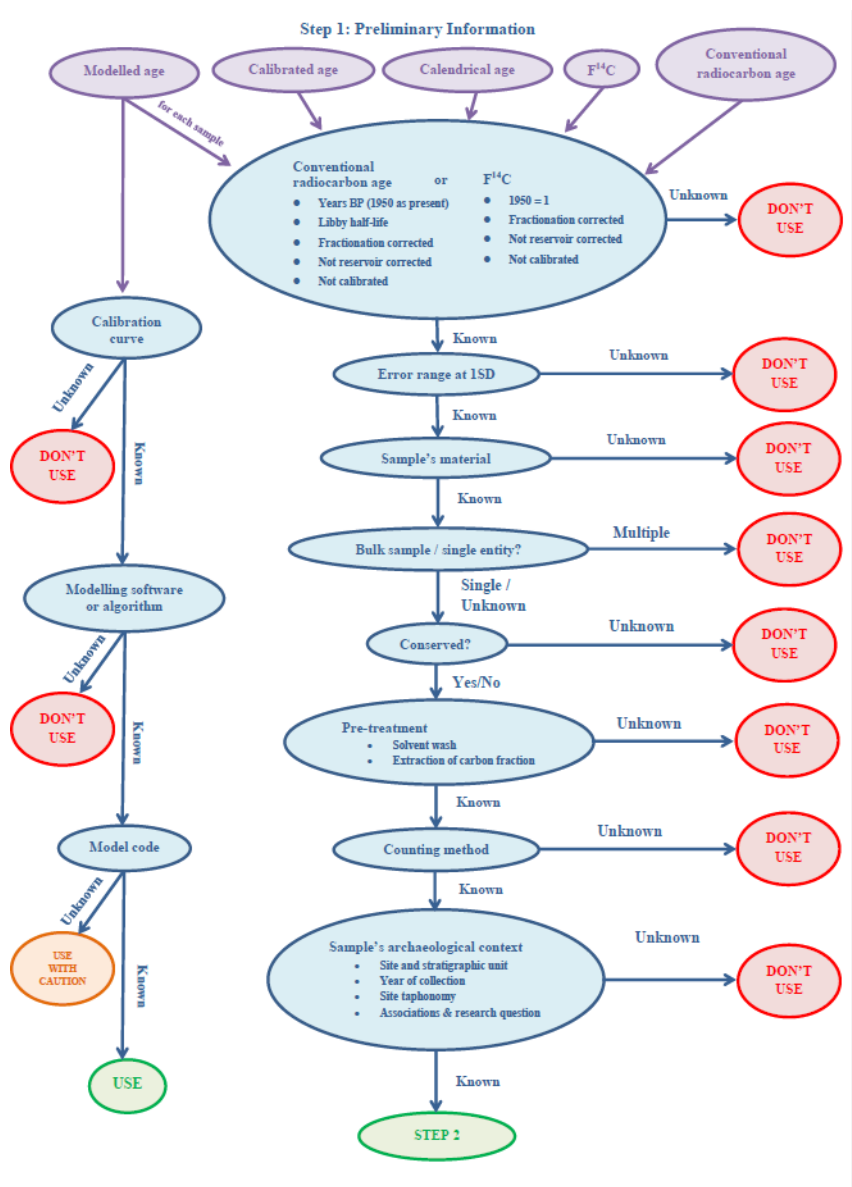 Step 1: Preliminary Information
Modelled age
Calibrated age
Calendrical age
F¹⁴C
Conventional
radiocarbon age
for each sample
Conventional
radiocarbon age
or
F¹⁴C
● Years BP (1950 as present)
● Libby half-life
● Fractionation corrected
● Not reservoir corrected
● Not calibrated
● 1950 = 1
● Fractionation corrected
● Not reservoir corrected
● Not calibrated
Unknown
DON'T
USE
Known
Error range at 1SD
Unknown
DON'T
USE
Known
Sample's material
Unknown
DON'T
USE
Known
Bulk sample / single entity?
Multiple
DON'T
USE
Single /
Unknown
Conserved?
Unknown
DON'T
USE
Yes/No
Pre-treatment
• Solvent wash
• Extraction of carbon fraction
Unknown
DON'T
USE
Known
Counting method
Unknown
DON'T
USE
Known
Sample's archaeological context
• Site and stratigraphic unit
• Year of collection
• Site taphonomy
• Associations & research question
Unknown
DON'T
USE
Known
STEP 2
Calibration
curve
Unknown
DON'T
USE
Known
Modelling software
or algorithm
Unknown
DON'T
USE
Known
Model code
Unknown
USE
WITH
CAUTION
Known
USE